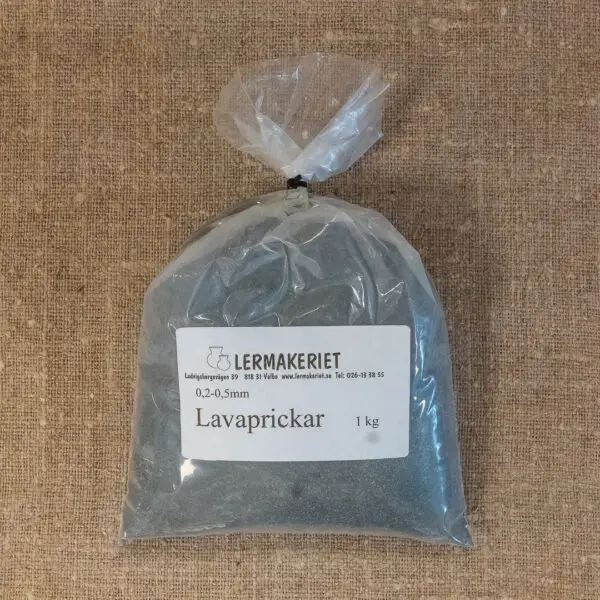 LERMAKERIET
Ludvigsbergsvägen 39 818 31 Valbo www.lermakeriet.se Tel: 026-13 38 55
0,2-0,5mm
Lavaprickar 1 kg